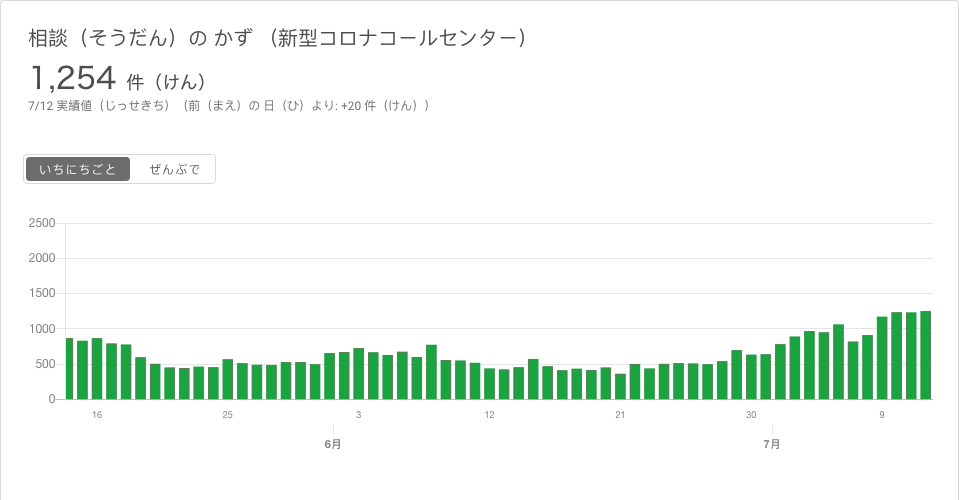 相談（そうだん）の かず （新型コロナコールセンター）
1,254 件（けん）
7/12 実績値（じっせきち）（前（まえ）の 日（ひ）より: +20 件（けん））
いちにちごと ぜんぶで
2500
2000
1500
1000
500
0
16 25 3 12 21 30 9
6月 7月